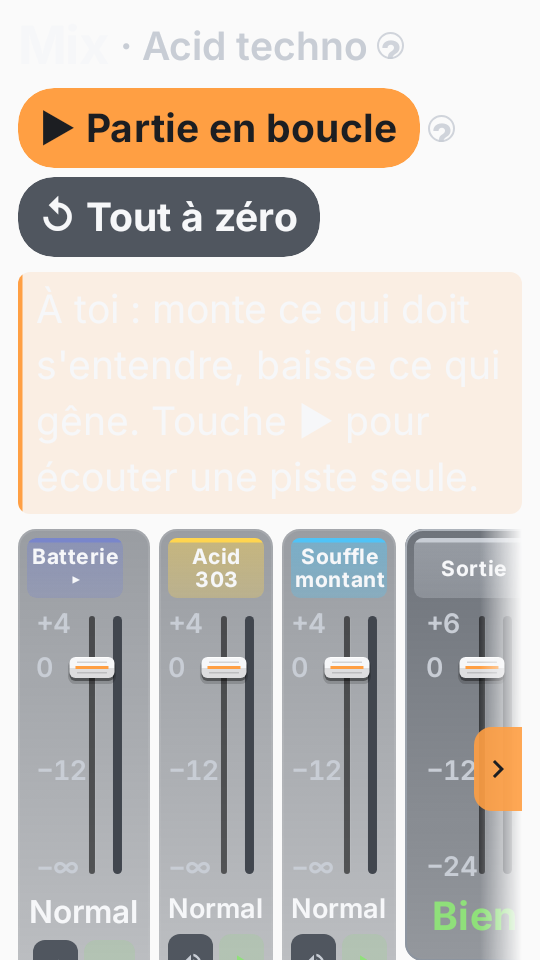 Mix · Acid techno ?
▶ Partie en boucle ?
Tout à zéro
À toi : monte ce qui doit
s'entendre, baisse ce qui
gêne. Touche ▶ pour
écouter une piste seule.
Batterie
▸
Acid
303
Souffle
montant
Sortie
+4 +4 +4 +6
0 0 0 0
−12 −12 −12 −12
−∞ −∞ −∞ −24
Normal Normal Normal Bien